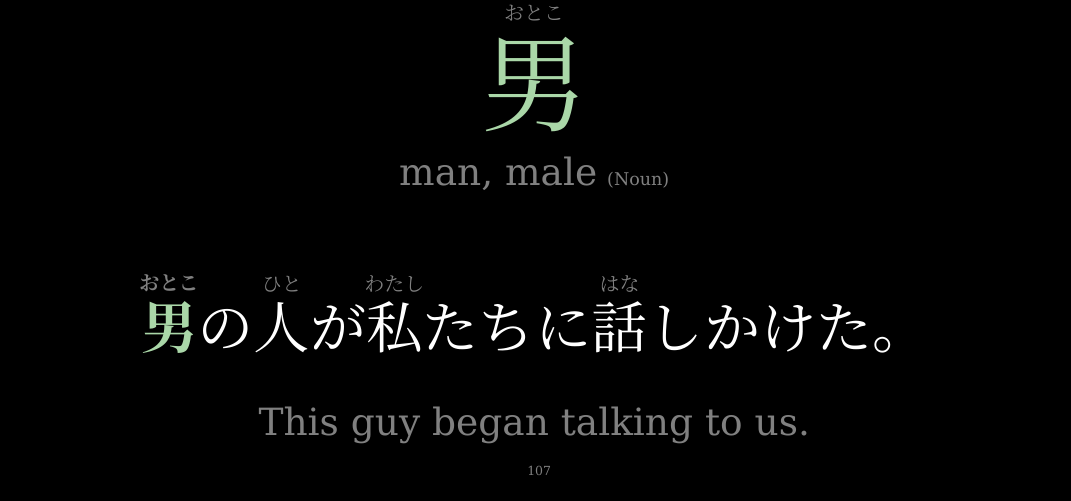 おとこ
男
man, male (Noun)
おとこ ひと わたし はな
男の人が私たちに話しかけた。
This guy began talking to us.
107